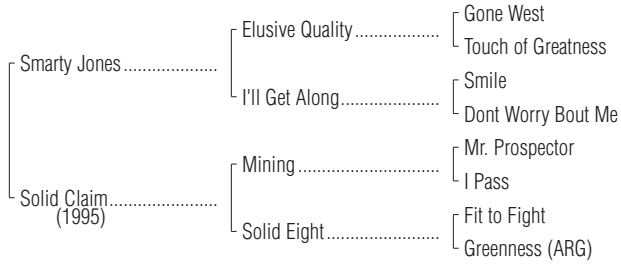 Gone West
Elusive Quality..................
Touch of Greatness
Smarty Jones....................
Smile
I'll Get Along.....................
Dont Worry Bout Me
Mr. Prospector
Mining..............................
I Pass
Solid Claim.......................
(1995)
Fit to Fight
Solid Eight........................
Greenness (ARG)